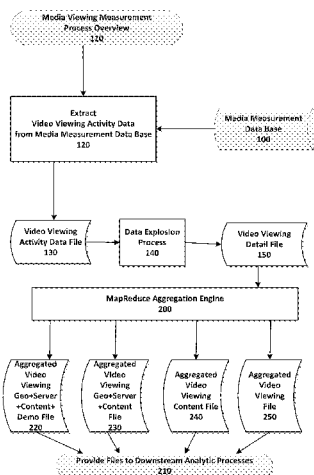 Media Viewing Measurement
Process Overview
110
Extract
Video Viewing Activity Data
from Media Measurement Data Base
120
Media Measurement
Data Base
100
Video Viewing
Activity Data File
130
Data Explosion
Process
140
Video Viewing
Detail File
150
MapReduce Aggregation Engine
200
Aggregated
Video
Viewing
Geo+Server
+Content+
Demo File
220
Aggregated
Video
Viewing
Geo+Server
+Content
File
230
Aggregated
Video
Viewing
Content File
240
Aggregated
Video
Viewing
File
250
Provide Files to Downstream Analytic Processes
210